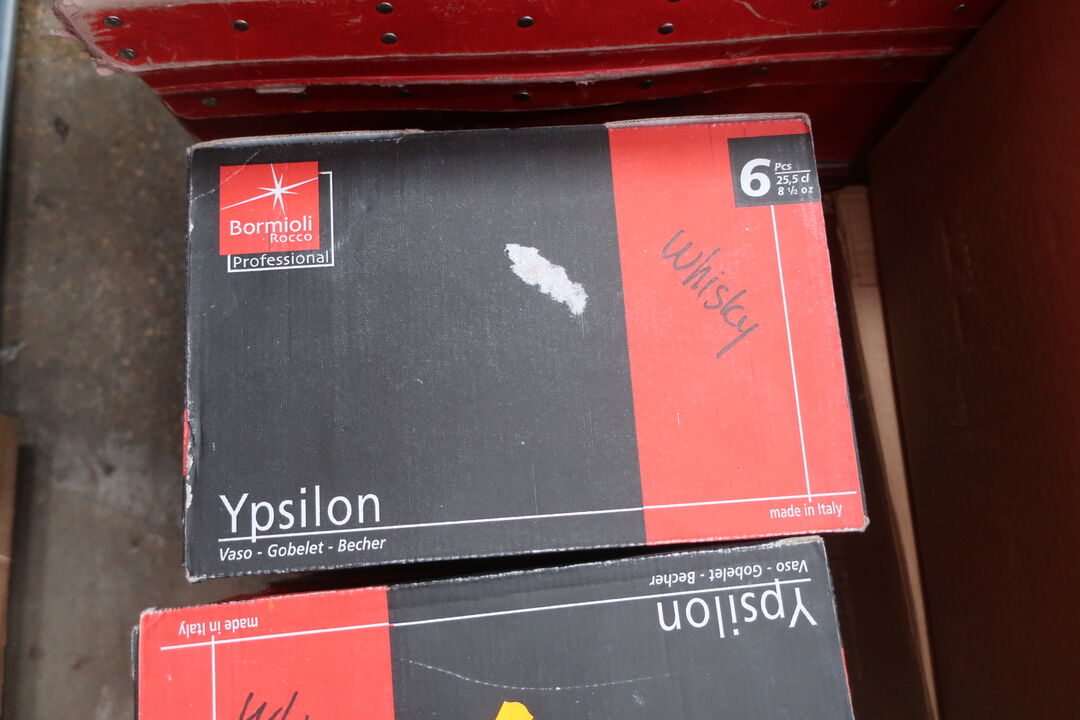 Bormioli
Rocco
Professional
6 Pcs
25,5 cl
8 1/2 oz
Whisky
Ypsilon
Vaso - Gobelet - Becher
made in Italy
Vaso - Gobelet - Becher
Ypsilon
made in Italy